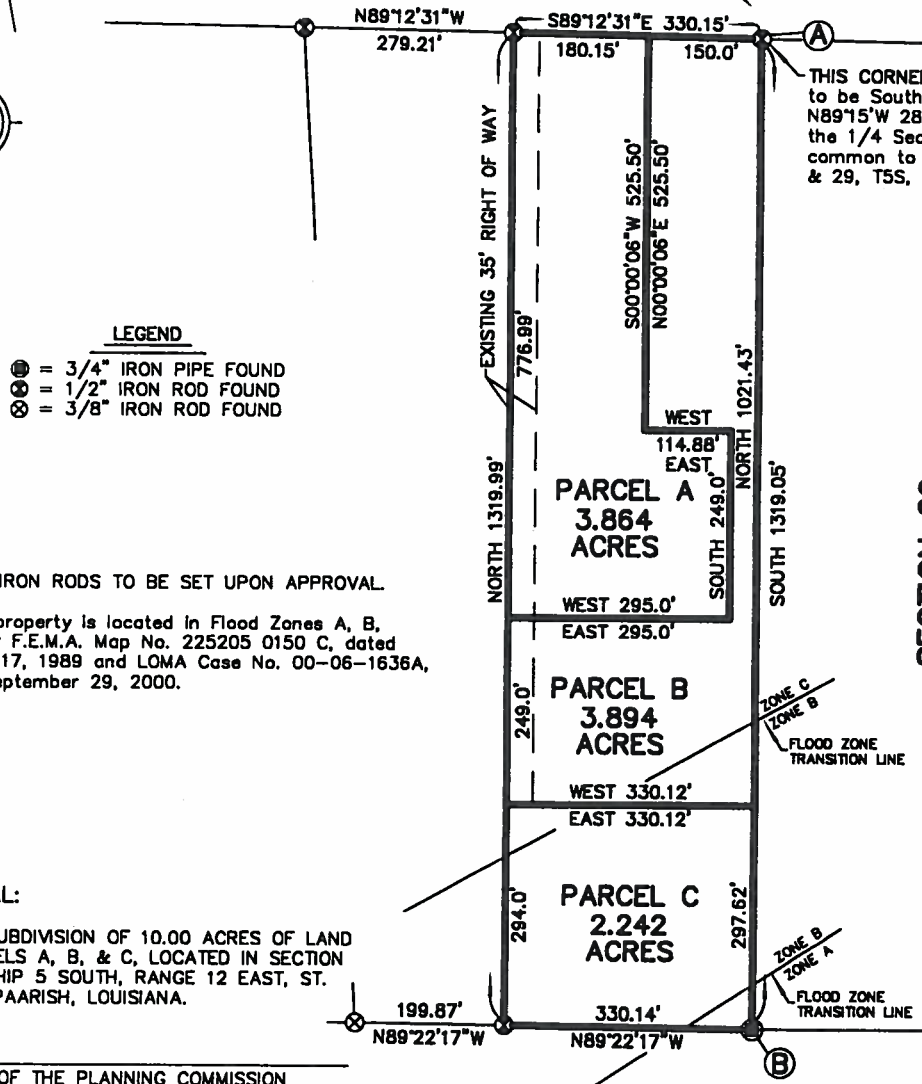 N89°12'31"W
279.21'
S89°12'31"E 330.15'
180.15'
150.0'
A
THIS CORNE
to be South
N89°15'W 28
the 1/4 Sec
common to
& 29, T5S,
EXISTING 35' RIGHT OF WAY
776.99'
S00°00'06"W 525.50'
N00°00'06"E 525.50'
NORTH 1021.43'
SOUTH 1319.05'
NORTH 1319.99'
LEGEND
= 3/4" IRON PIPE FOUND
= 1/2" IRON ROD FOUND
= 3/8" IRON ROD FOUND
WEST
114.88'
EAST
SOUTH 249.0'
PARCEL A
3.864
ACRES
WEST 295.0'
EAST 295.0'
IRON RODS TO BE SET UPON APPROVAL.
property is located in Flood Zones A, B,
F.E.M.A. Map No. 225205 0150 C, dated
17, 1989 and LOMA Case No. 00-06-1636A,
eptember 29, 2000.
249.0'
PARCEL B
3.894
ACRES
ZONE C
ZONE B
FLOOD ZONE
TRANSITION LINE
WEST 330.12'
EAST 330.12'
294.0'
PARCEL C
2.242
ACRES
297.62'
ZONE B
ZONE A
FLOOD ZONE
TRANSITION LINE
L:
UBDIVISION OF 10.00 ACRES OF LAND
ELS A, B, & C, LOCATED IN SECTION
HIP 5 SOUTH, RANGE 12 EAST, ST.
PAARISH, LOUISIANA.
199.87'
N89°22'17"W
330.14'
N89°22'17"W
B
OF THE PLANNING COMMISSION